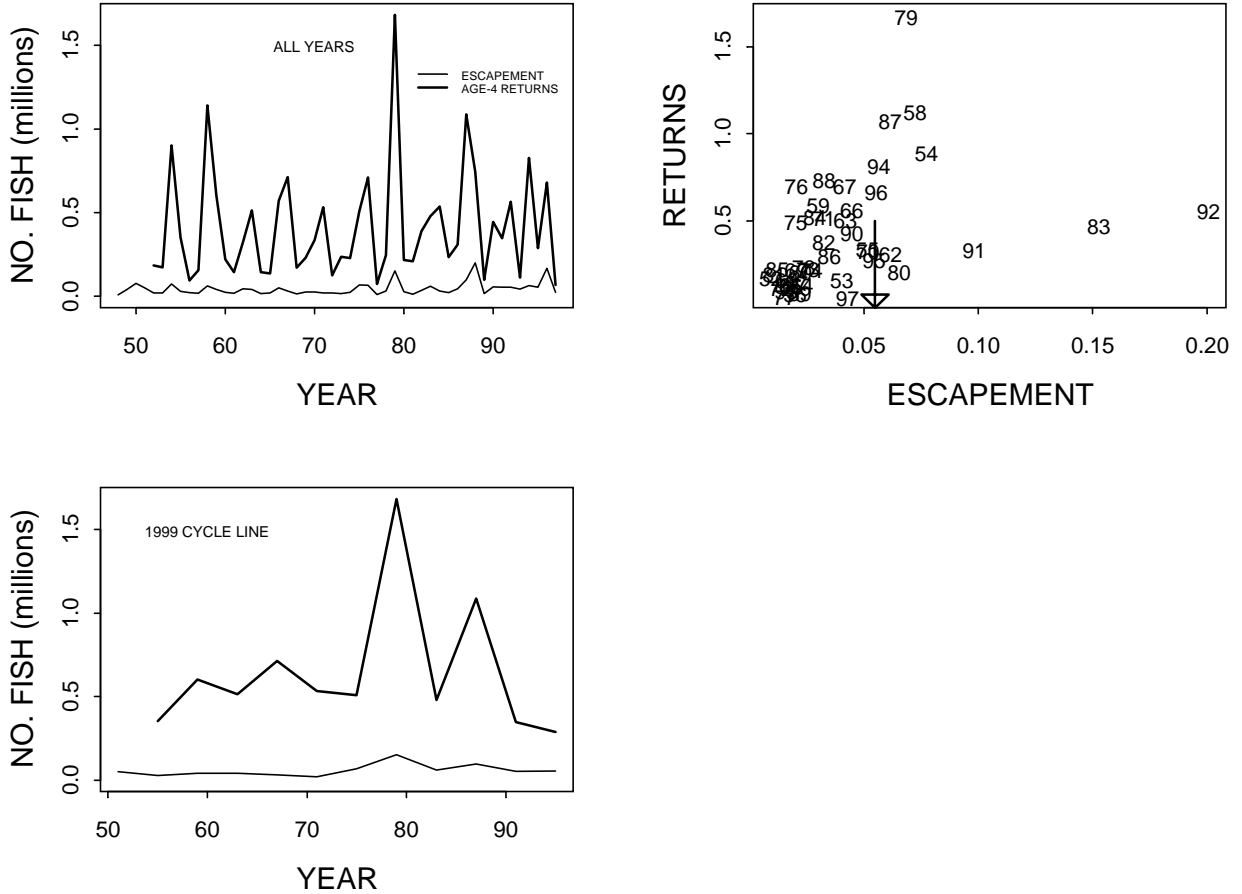 NO. FISH (millions)
0.0 0.5 1.0 1.5
ALL YEARS
ESCAPEMENT
AGE-4 RETURNS
50 60 70 80 90
YEAR
RETURNS
0.5 1.0 1.5
79
58
87
54
94
88
76 67
96
59
66
92
63
75
83
90
82
91
62
86
80
53
97
0.05 0.10 0.15 0.20
ESCAPEMENT
NO. FISH (millions)
0.0 0.5 1.0 1.5
1999 CYCLE LINE
50 60 70 80 90
YEAR